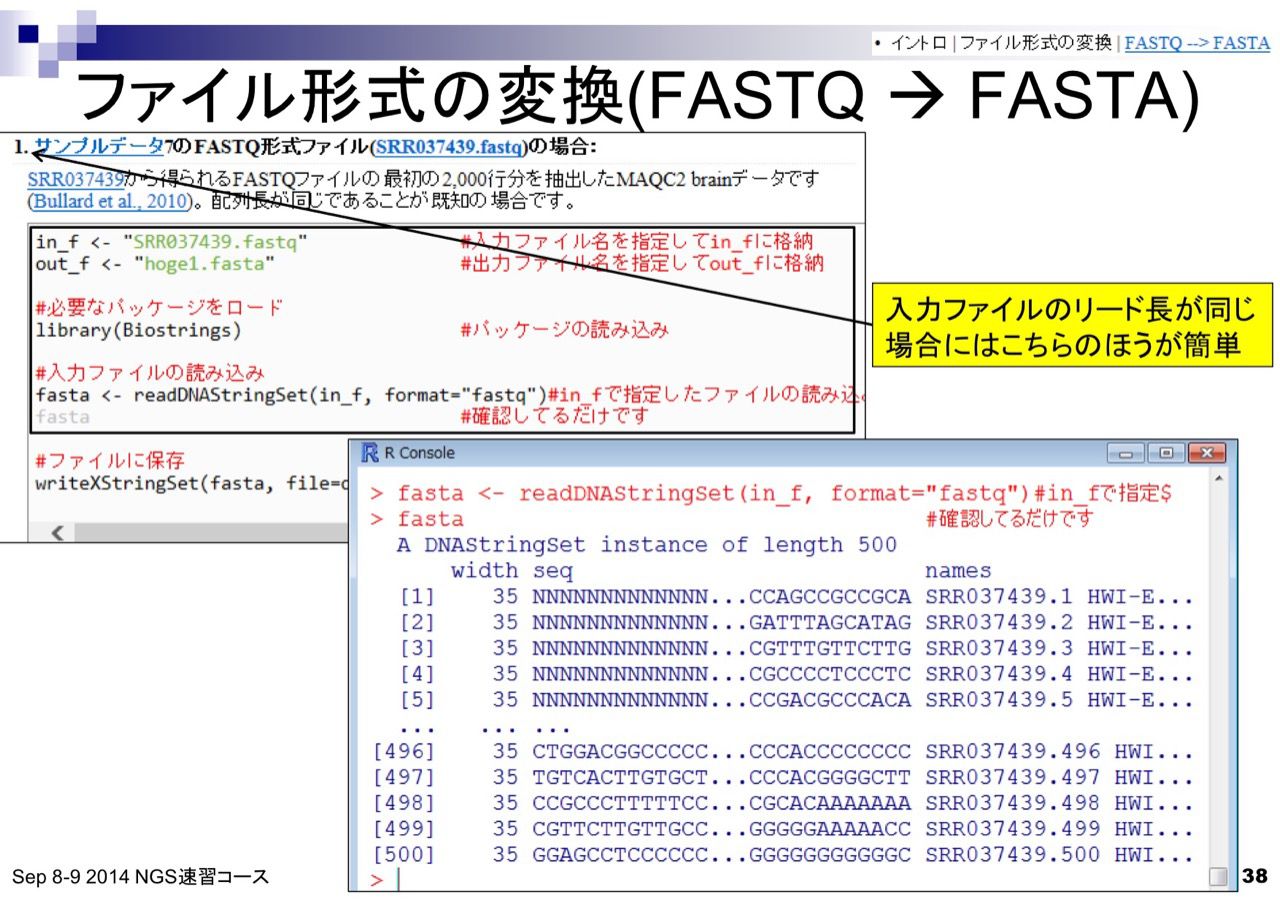 • イントロ | ファイル形式の変換 | FASTQ --> FASTA
ファイル形式の変換(FASTQ → FASTA)
1. サンプルデータ7のFASTQ形式ファイル(SRR037439.fastq)の場合:
SRR037439から得られるFASTQファイルの最初の2,000行分を抽出したMAQC2 brainデータです
(Bullard et al., 2010)。配列長が同じであることが既知の場合です。
in_f <- "SRR037439.fastq" #入力ファイル名を指定してin_fに格納
out_f <- "hoge1.fasta" #出力ファイル名を指定してout_fに格納
#必要なパッケージをロード
library(Biostrings) #パッケージの読み込み
#入力ファイルの読み込み
fasta <- readDNAStringSet(in_f, format="fastq")#in_fで指定したファイルの読み込
fasta #確認してるだけです
#ファイルに保存
writeXStringSet(fasta, file=
入力ファイルのリード長が同じ
場合にはこちらのほうが簡単
R Console
> fasta <- readDNAStringSet(in_f, format="fastq")#in_fで指定$
> fasta #確認してるだけです
A DNAStringSet instance of length 500
width seq names
[1] 35 NNNNNNNNNNNNN...CCAGCCGCCGCA SRR037439.1 HWI-E...
[2] 35 NNNNNNNNNNNNN...GATTTAGCATAG SRR037439.2 HWI-E...
[3] 35 NNNNNNNNNNNNN...CGTTTGTTCTTG SRR037439.3 HWI-E...
[4] 35 NNNNNNNNNNNNN...CGCCCCTCCCTC SRR037439.4 HWI-E...
[5] 35 NNNNNNNNNNNNN...CCGACGCCCACA SRR037439.5 HWI-E...
... ... ...
[496] 35 CTGGACGGCCCCC...CCCACCCCCCCC SRR037439.496 HWI...
[497] 35 TGTCACTTGTGCT...CCCACGGGGCTT SRR037439.497 HWI...
[498] 35 CCGCCCTTTTTCC...CGCACAAAAAAA SRR037439.498 HWI...
[499] 35 CGTTCTTGTTGCC...GGGGGAAAAACC SRR037439.499 HWI...
[500] 35 GGAGCCTCCCCCC...GGGGGGGGGGGC SRR037439.500 HWI...
>
Sep 8-9 2014 NGS速習コース
38